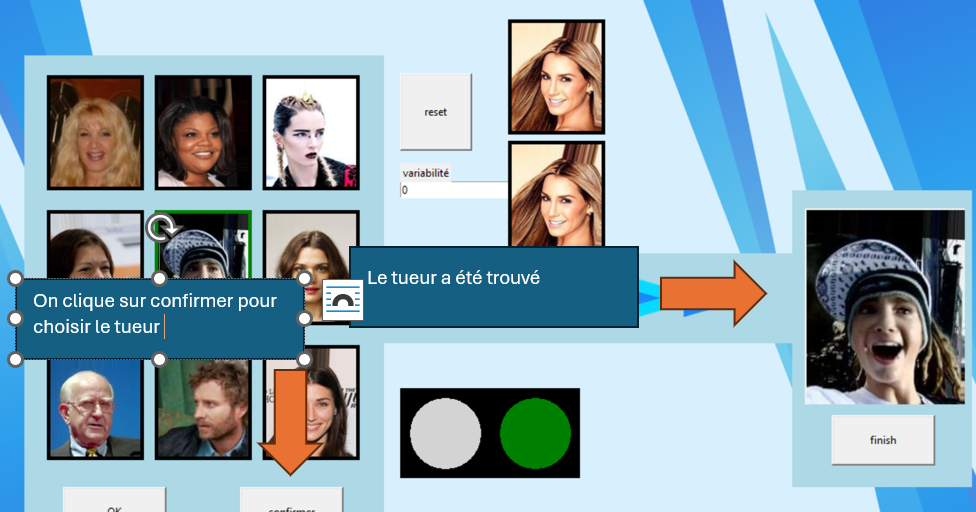 reset
variabilité
0
Le tueur a été trouvé
On clique sur confirmer pour
choisir le tueur
finish
OK
confirmer